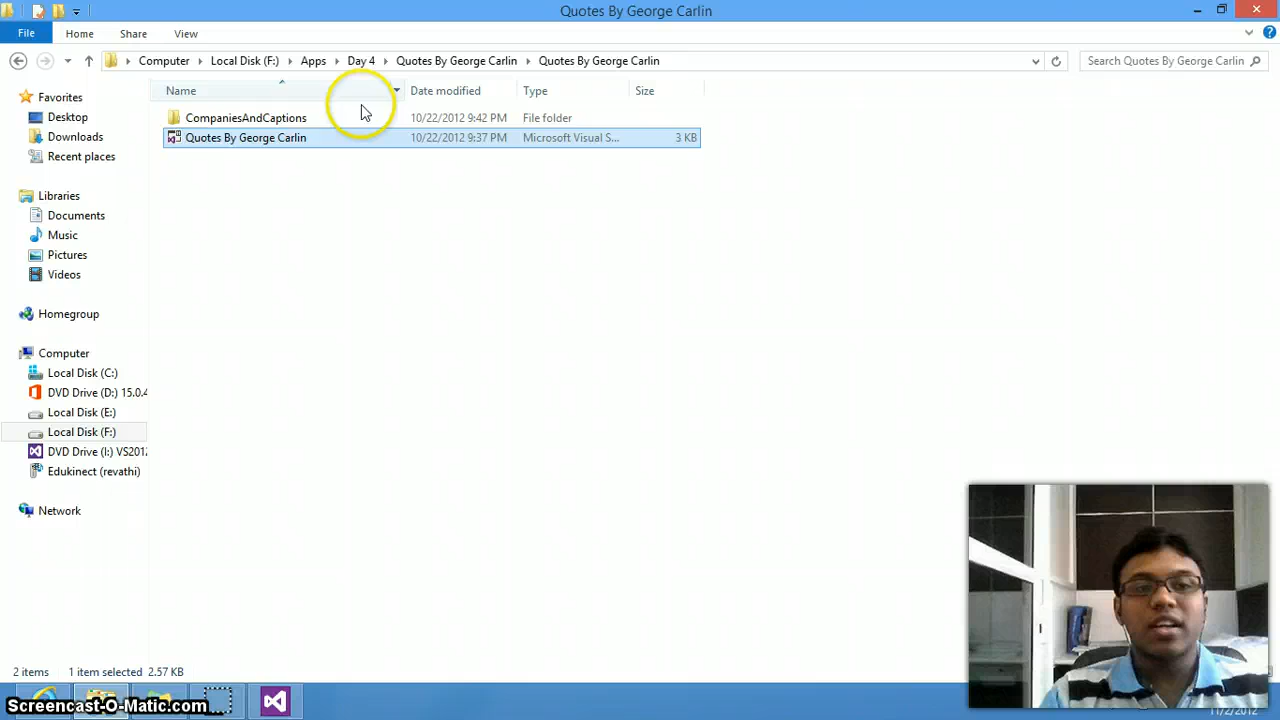 Quotes By George Carlin
File Home Share View
Computer Local Disk (F:) Apps Day 4 Quotes By George Carlin Quotes By George Carlin Search Quotes By George Carlin
Name Date modified Type Size
CompaniesAndCaptions 10/22/2012 9:42 PM File folder
Quotes By George Carlin 10/22/2012 9:37 PM Microsoft Visual S... 3 KB
Favorites
Desktop
Downloads
Recent places
Libraries
Documents
Music
Pictures
Videos
Homegroup
Computer
Local Disk (C:)
DVD Drive (D:) 15.0.4
Local Disk (E:)
Local Disk (F:)
DVD Drive (I:) VS2012
Edukinect (revathi)
Network
2 items 1 item selected 2.57 KB
Screencast-O-Matic.com
11/2/2012